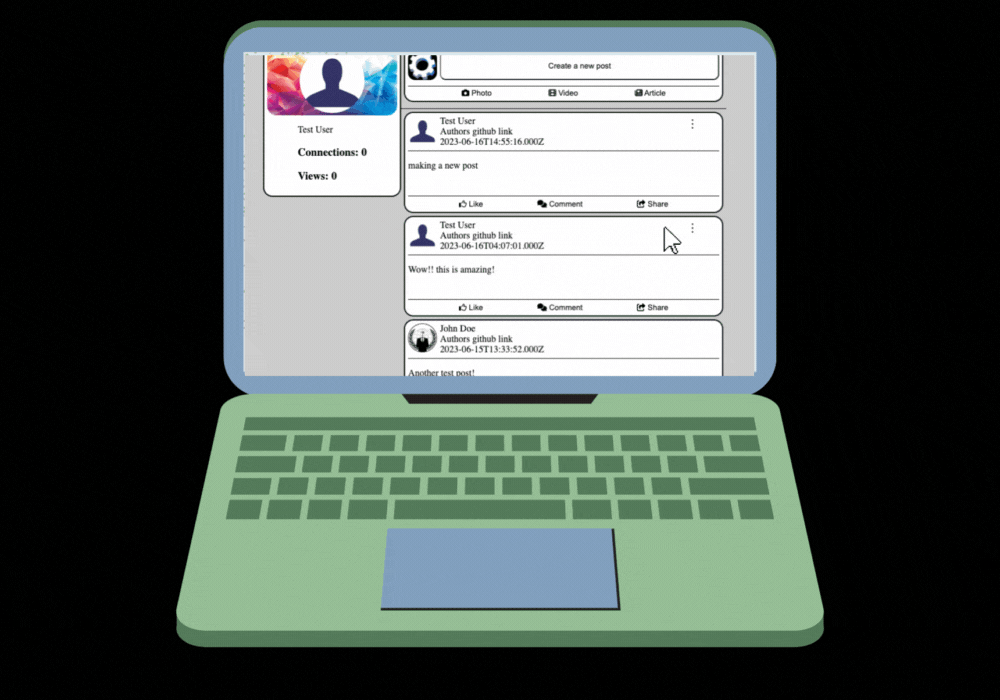 Create a new post
Photo Video Article
Test User
Connections: 0
Views: 0
Test User
Authors github link
2023-06-16T14:55:16.000Z
making a new post
Like Comment Share
Test User
Authors github link
2023-06-16T04:07:01.000Z
Wow!! this is amazing!
Like Comment Share
John Doe
Authors github link
2023-06-15T13:33:52.000Z
Another test post!